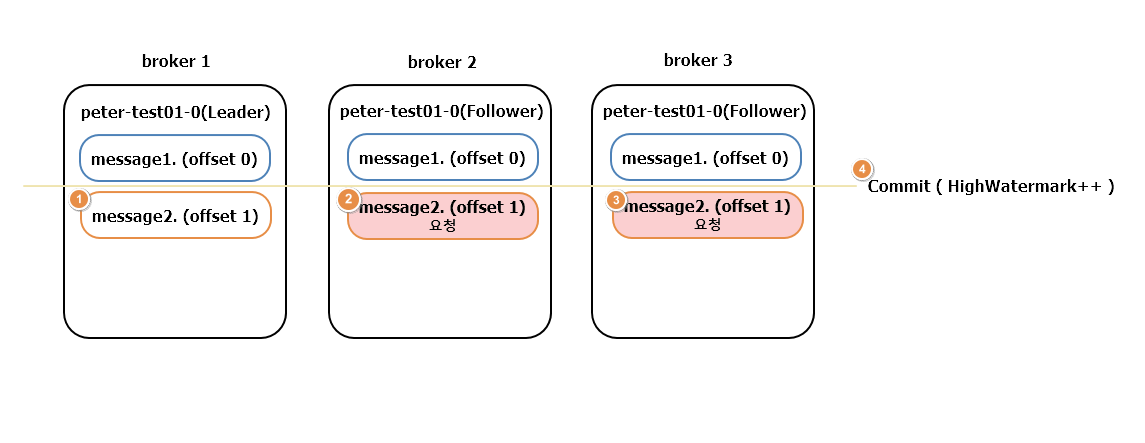 broker 1
broker 2
broker 3
peter-test01-0(Leader)
peter-test01-0(Follower)
peter-test01-0(Follower)
message1. (offset 0)
message1. (offset 0)
message1. (offset 0)
4
Commit ( HighWatermark++ )
1
message2. (offset 1)
2
message2. (offset 1)
요청
3
message2. (offset 1)
요청